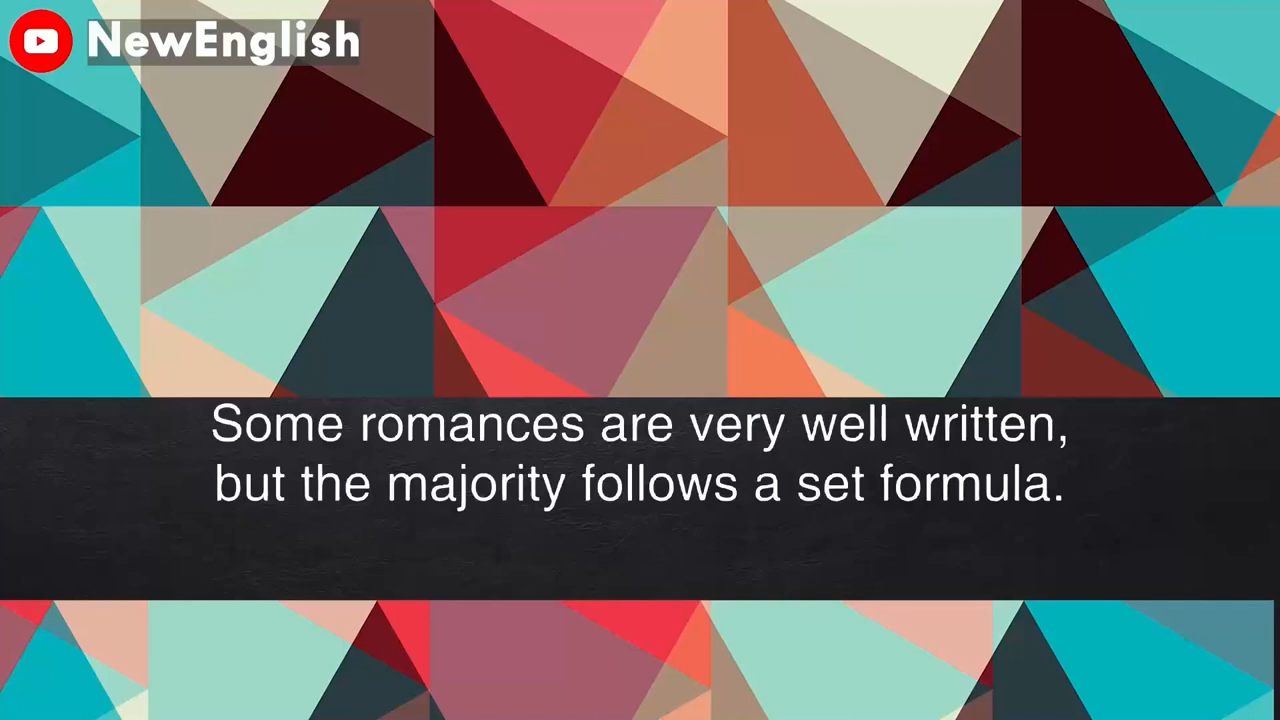 NewEnglish
Some romances are very well written,
but the majority follows a set formula.